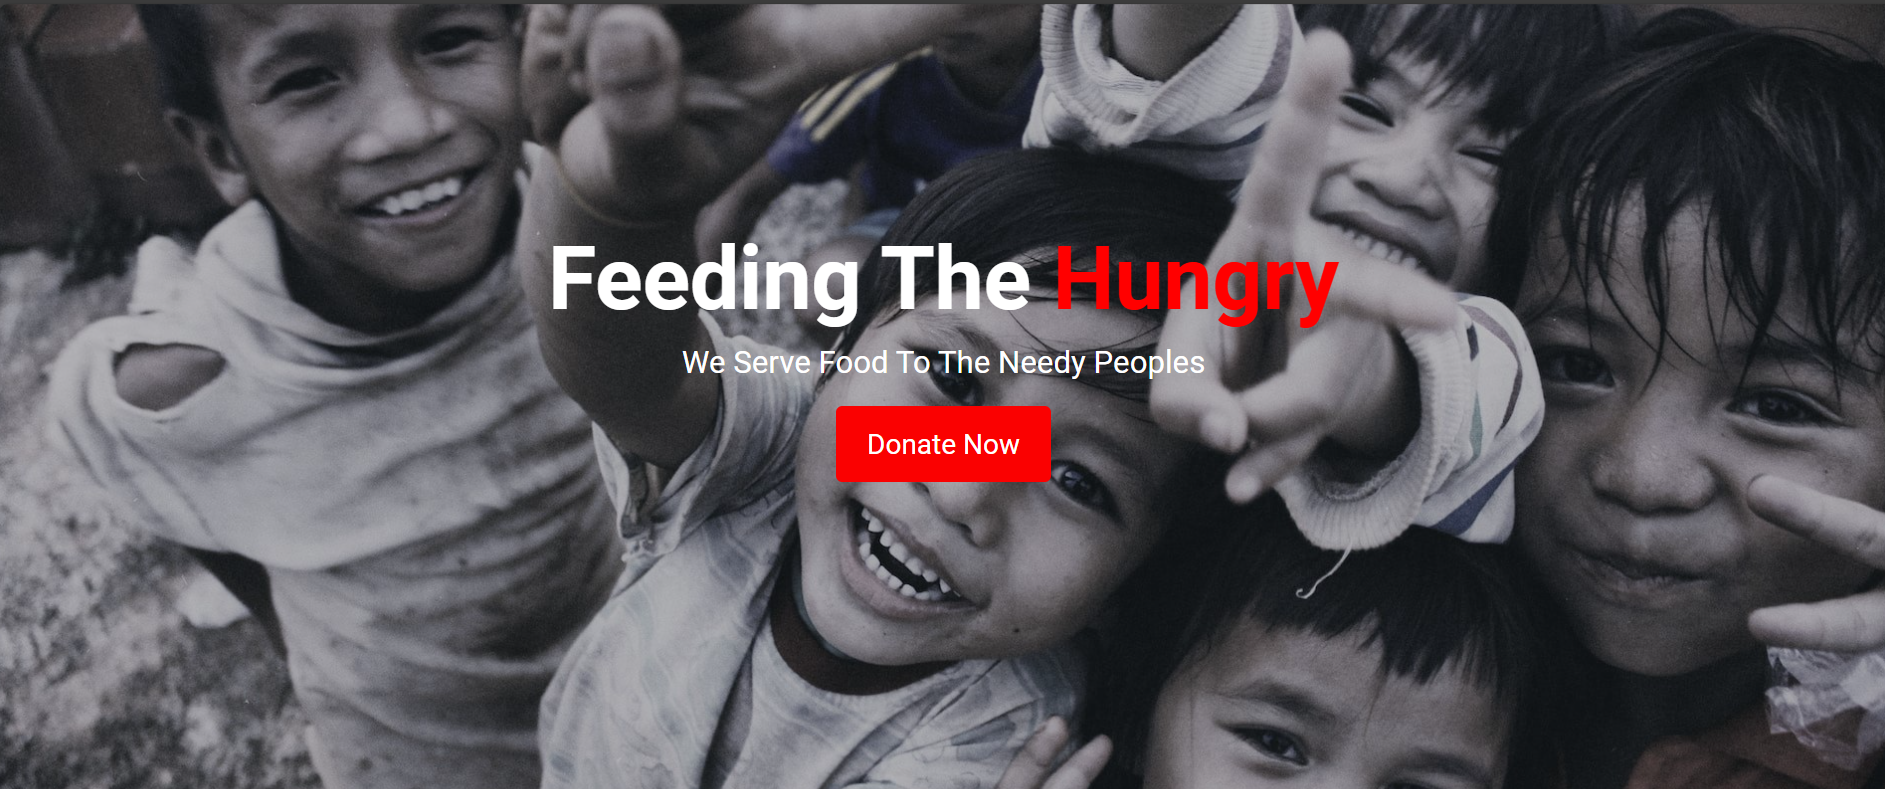 Feeding The Hungry
We Serve Food To The Needy Peoples
Donate Now